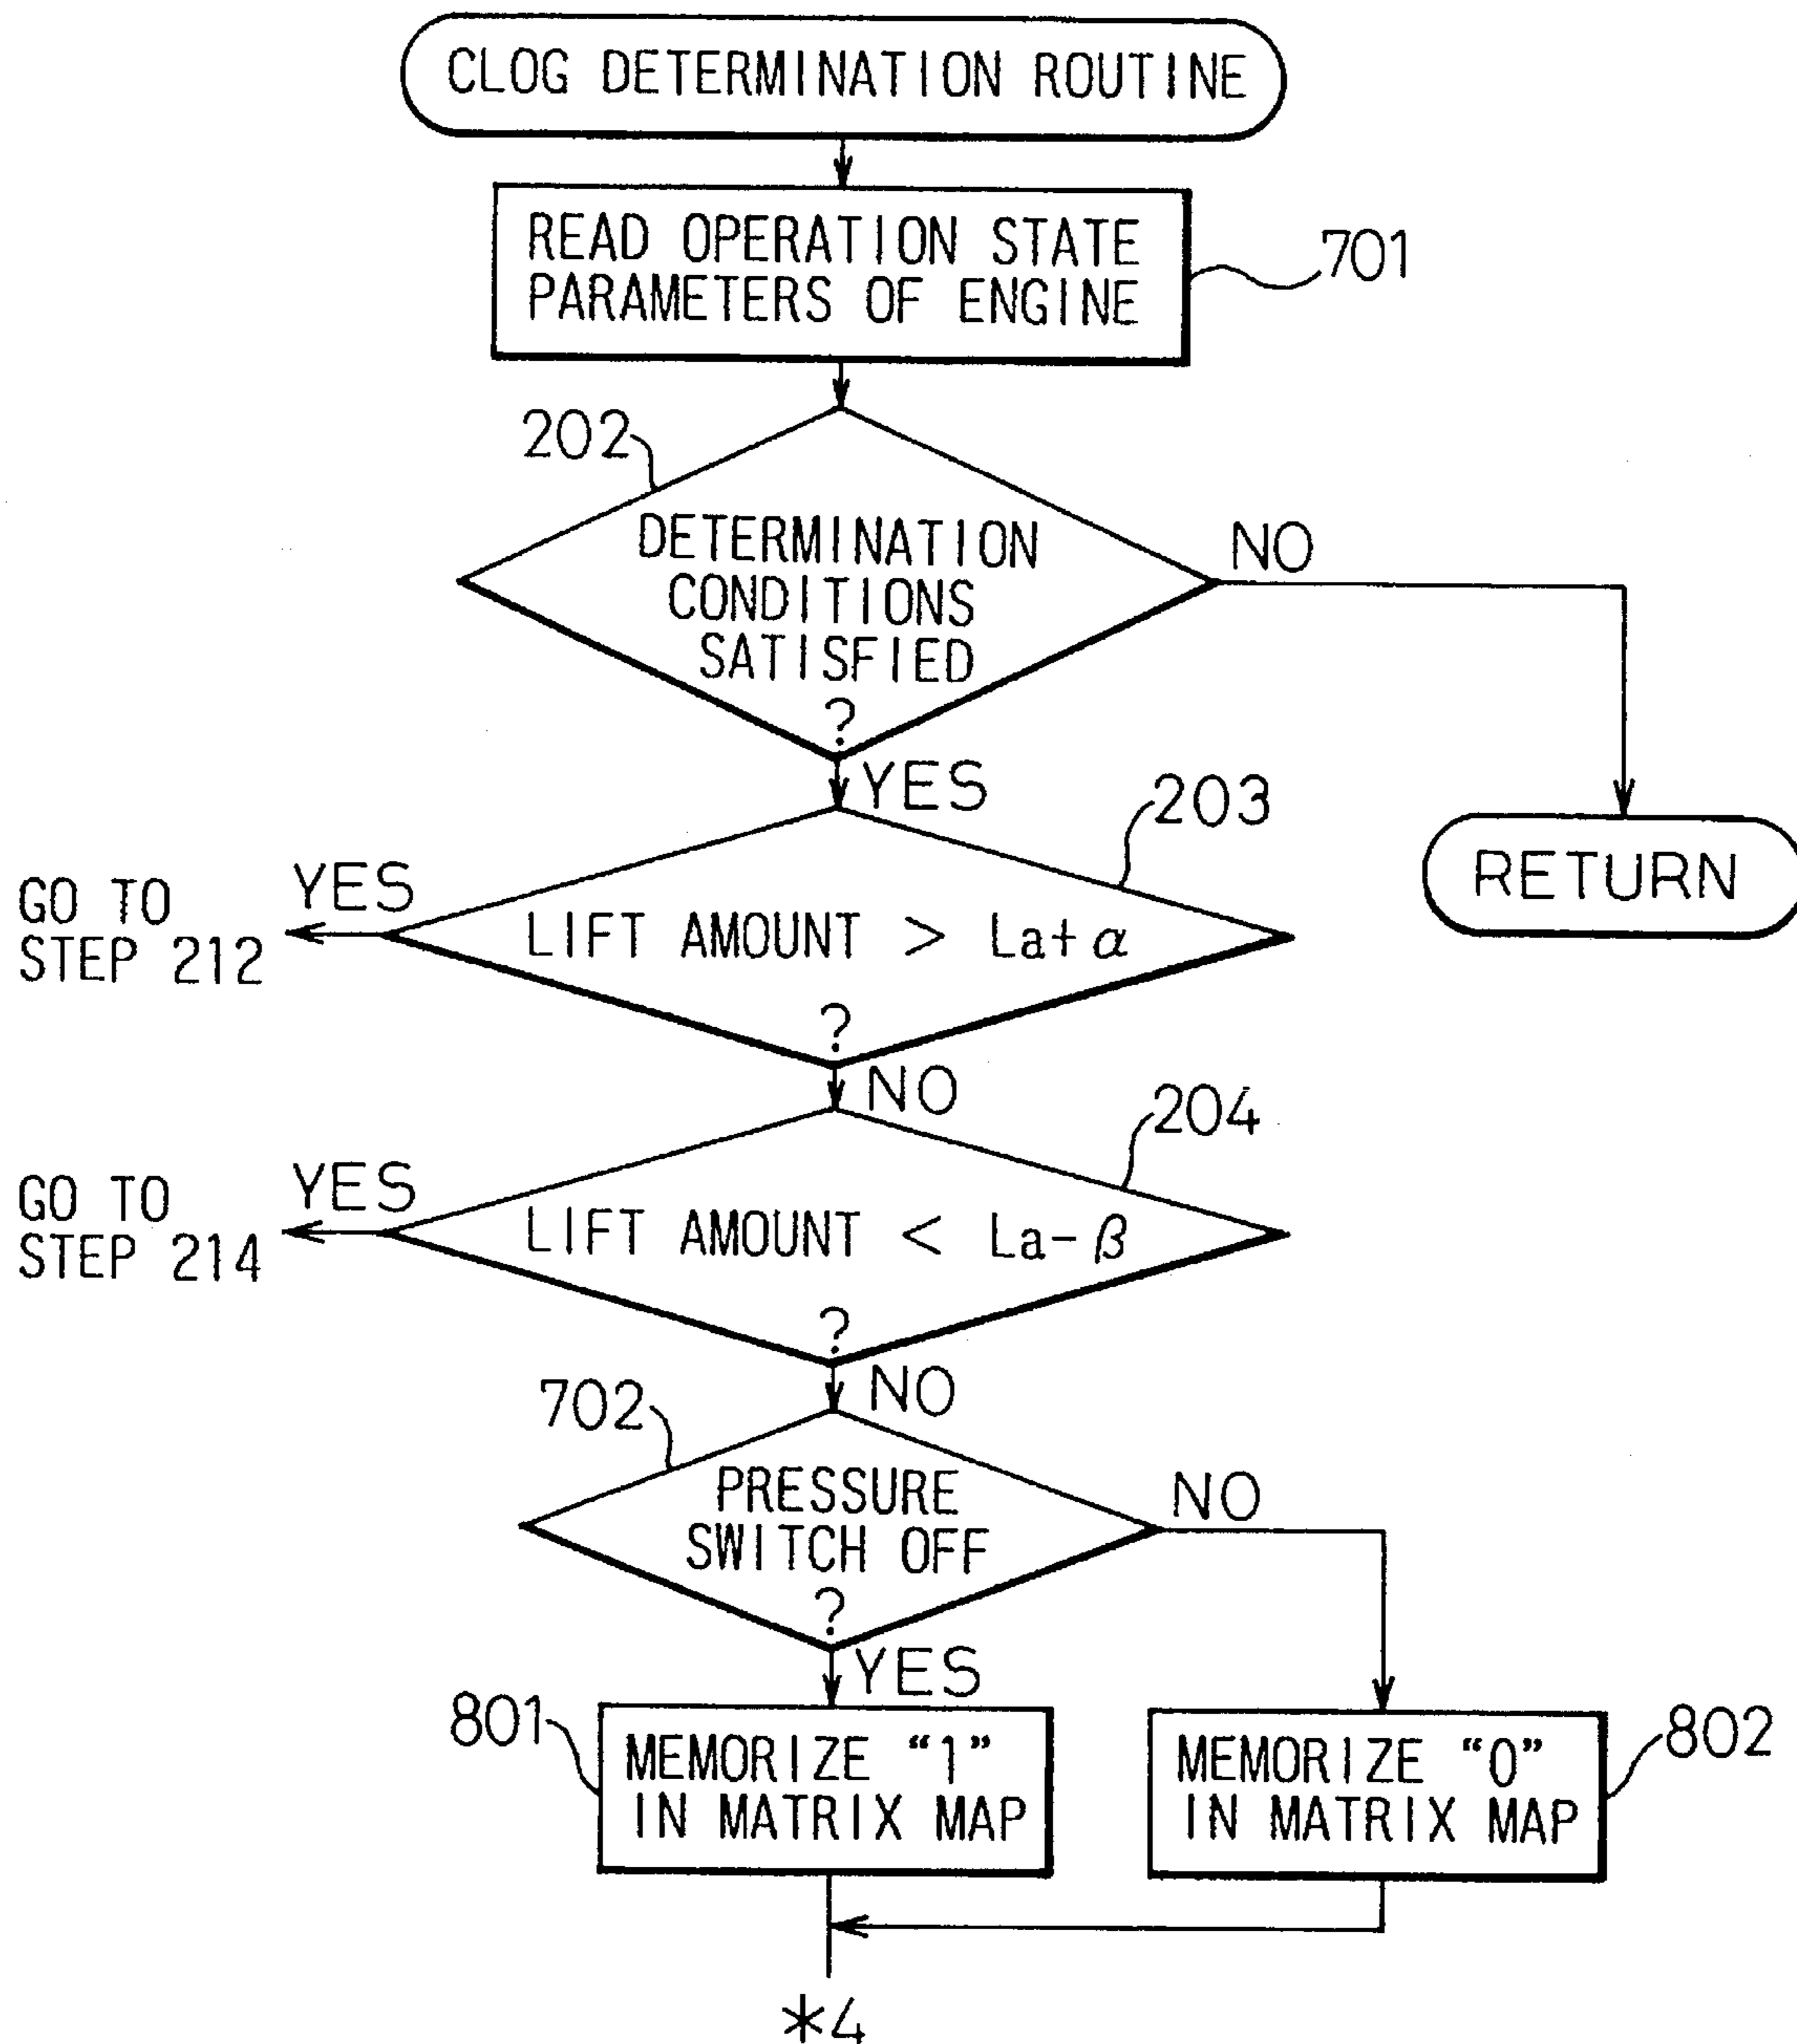 CLOG DETERMINATION ROUTINE
READ OPERATION STATE
PARAMETERS OF ENGINE
701
202
DETERMINATION
CONDITIONS
SATISFIED
?
NO
YES
RETURN
203
GO TO
STEP 212
YES
LIFT AMOUNT > La+α
?
NO
204
GO TO
STEP 214
YES
LIFT AMOUNT < La-β
?
NO
702
PRESSURE
SWITCH OFF
?
NO
YES
801
MEMORIZE “1”
IN MATRIX MAP
MEMORIZE “0”
IN MATRIX MAP
802
*4